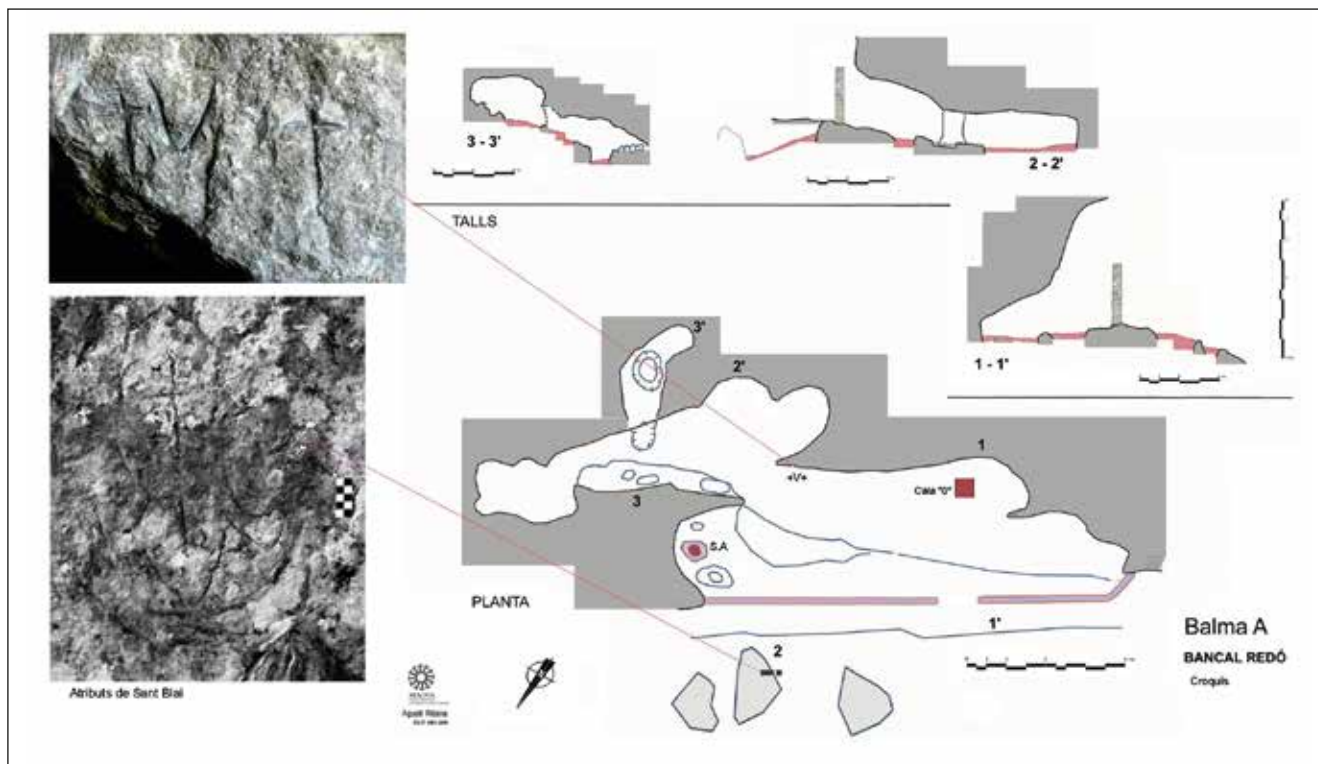 3 - 3'
2 - 2'
TALLS
1 - 1'
3'
2'
1
+V+
Cala "0"
3
S.A
PLANTA
1'
2
Balma A
BANCAL REDÓ
Croquis
Atributs de Sant Blai